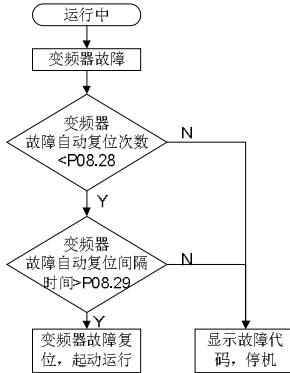 运行中
变频器故障
变频器
故障自动复位次数
<P08.28
N
Y
变频器
故障自动复位间隔
时间>P08.29
N
Y
变频器故障复
位，起动运行
显示故障代
码，停机